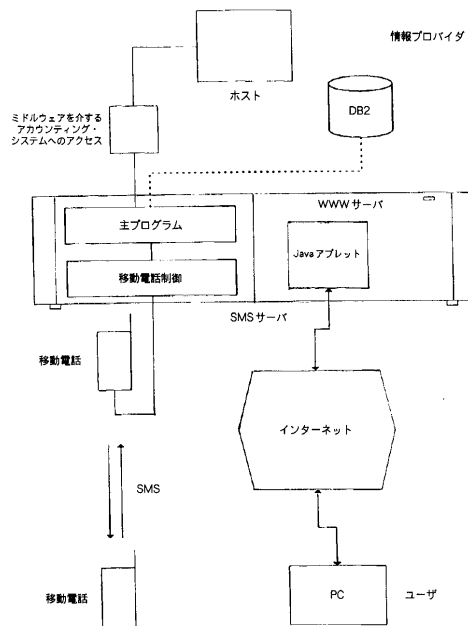 情報プロバイダ
ホスト
DB2
ミドルウェアを介する
アカウンティング・
システムへのアクセス
WWWサーバ
主プログラム
Javaアプレット
移動電話制御
SMSサーバ
移動電話
インターネット
SMS
移動電話
PC
ユーザ